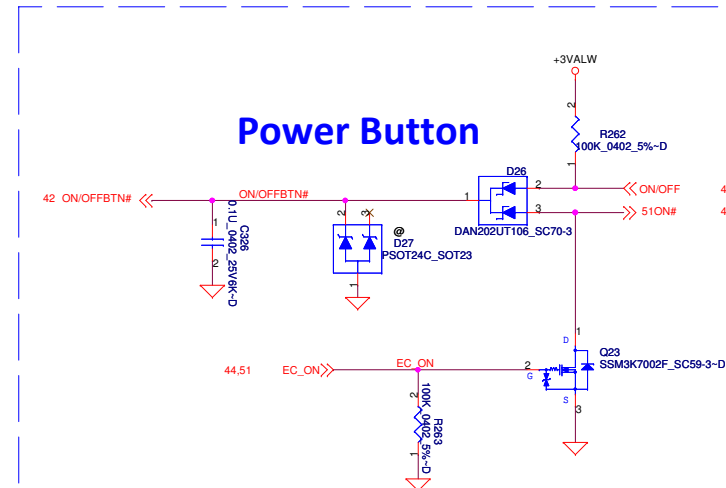 +3VALW
Power Button
2
R262
100K_0402_5%~D
1
D26
42 ON/OFFBTN#
ON/OFFBTN#
1
2
ON/OFF 4
3
51ON# 4
DAN202UT106_SC70-3
1
C326
0.1U_0402_25V6K~D
2
2
3
@
D27
PSOT24C_SOT23
1
1
D
Q23
SSM3K7002F_SC59-3~D
44,51 EC_ON
EC_ON
2
G
S
3
2
R263
100K_0402_5%~D
1